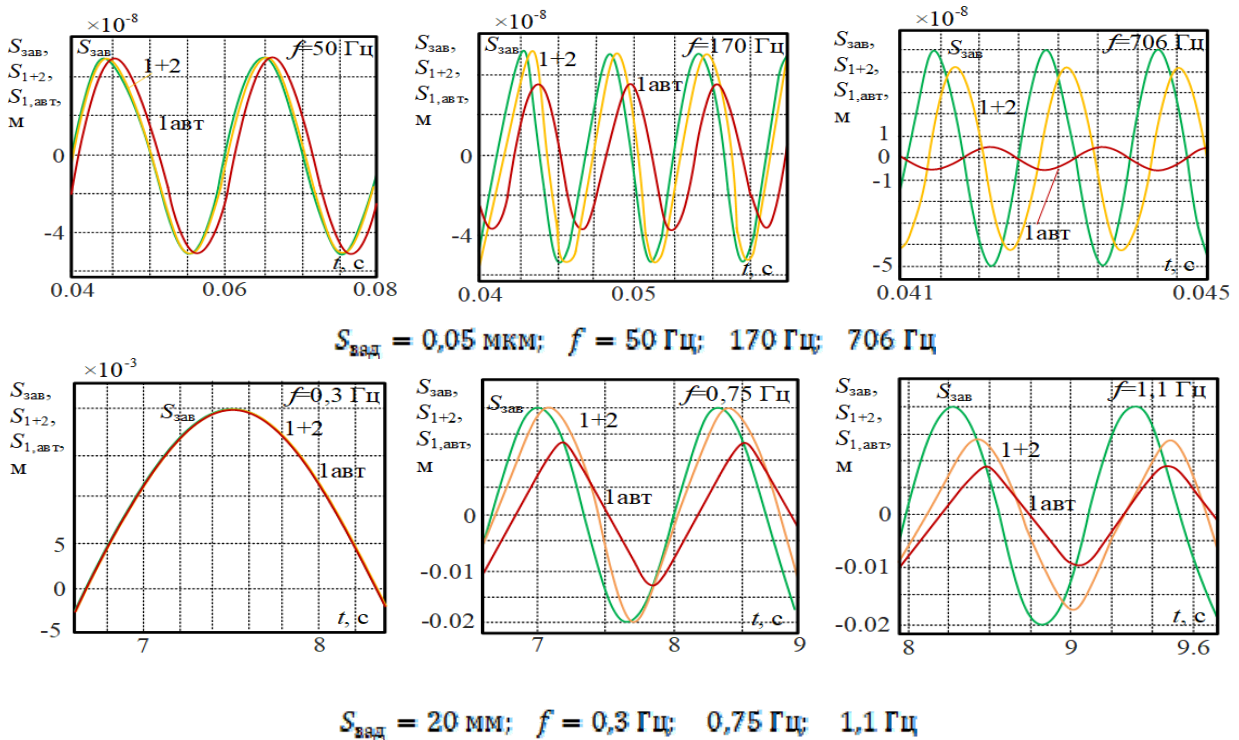 ×10⁻⁸
Sзав,
S1+2,
S1,авт,
м
Sзав
f=50 Гц
1+2
1авт
0
-4
t, с
0.04
0.06
0.08
×10⁻⁸
Sзав,
S1+2,
S1,авт,
м
Sзав
f=170 Гц
1+2
1авт
0
-4
t, с
0.04
0.05
×10⁻⁸
Sзав,
S1+2,
S1,авт,
м
Sзав
f=706 Гц
1+2
1
0
-1
1авт
-5
t, с
0.041
0.045
Sзад = 0,05 мкм; f = 50 Гц; 170 Гц; 706 Гц
×10⁻³
Sзав,
S1+2,
S1,авт,
м
f=0,3 Гц
Sзав
1+2
1авт
5
0
-5
t, с
7
8
Sзав,
S1+2,
S1,авт,
м
Sзав
f=0,75 Гц
1+2
1авт
0
-0.01
-0.02
t, с
7
8
9
Sзав,
S1+2,
S1,авт,
м
Sзав
f=1,1 Гц
1+2
1авт
0
-0.01
-0.02
t, с
8
9
9.6
Sзад = 20 мм; f = 0,3 Гц; 0,75 Гц; 1,1 Гц